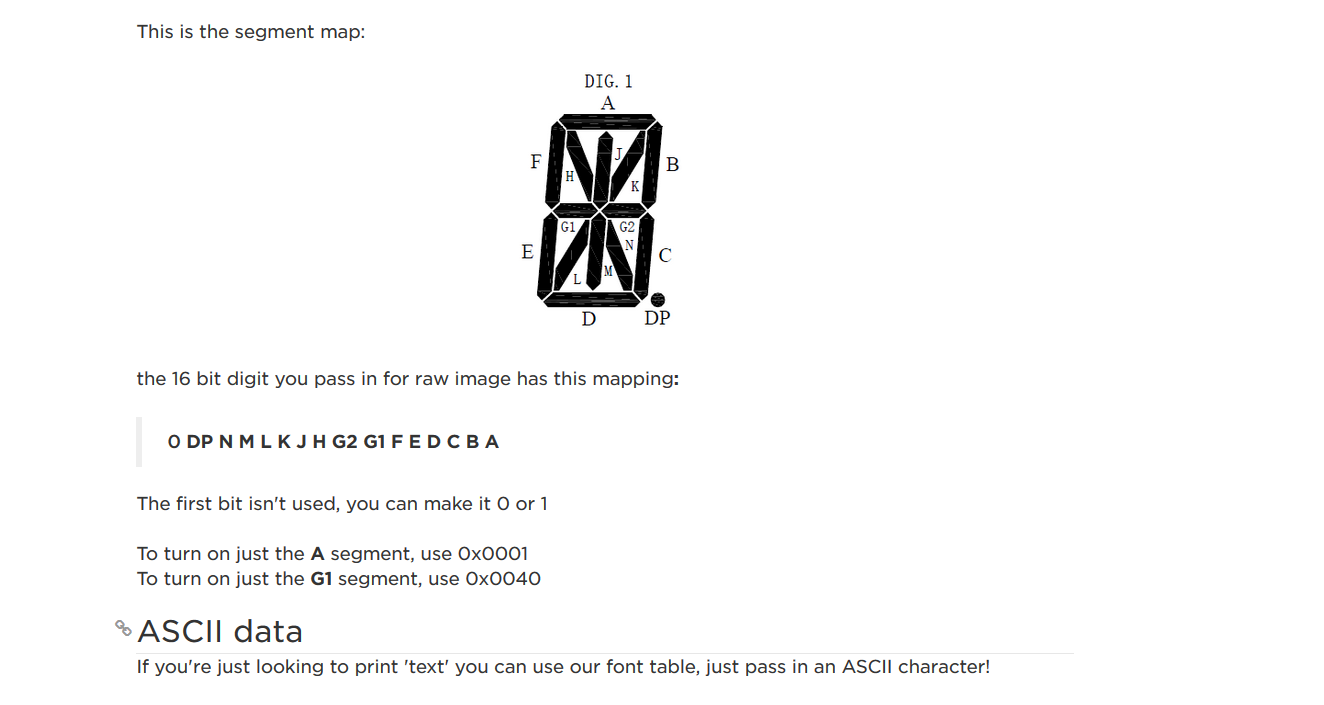 This is the segment map:
DIG. 1
A
F
J
B
H
K
G1
G2
E
N
C
L
M
D
DP
the 16 bit digit you pass in for raw image has this mapping:
0 DP N M L K J H G2 G1 F E D C B A
The first bit isn't used, you can make it 0 or 1
To turn on just the A segment, use 0x0001
To turn on just the G1 segment, use 0x0040
ASCII data
If you're just looking to print 'text' you can use our font table, just pass in an ASCII character!